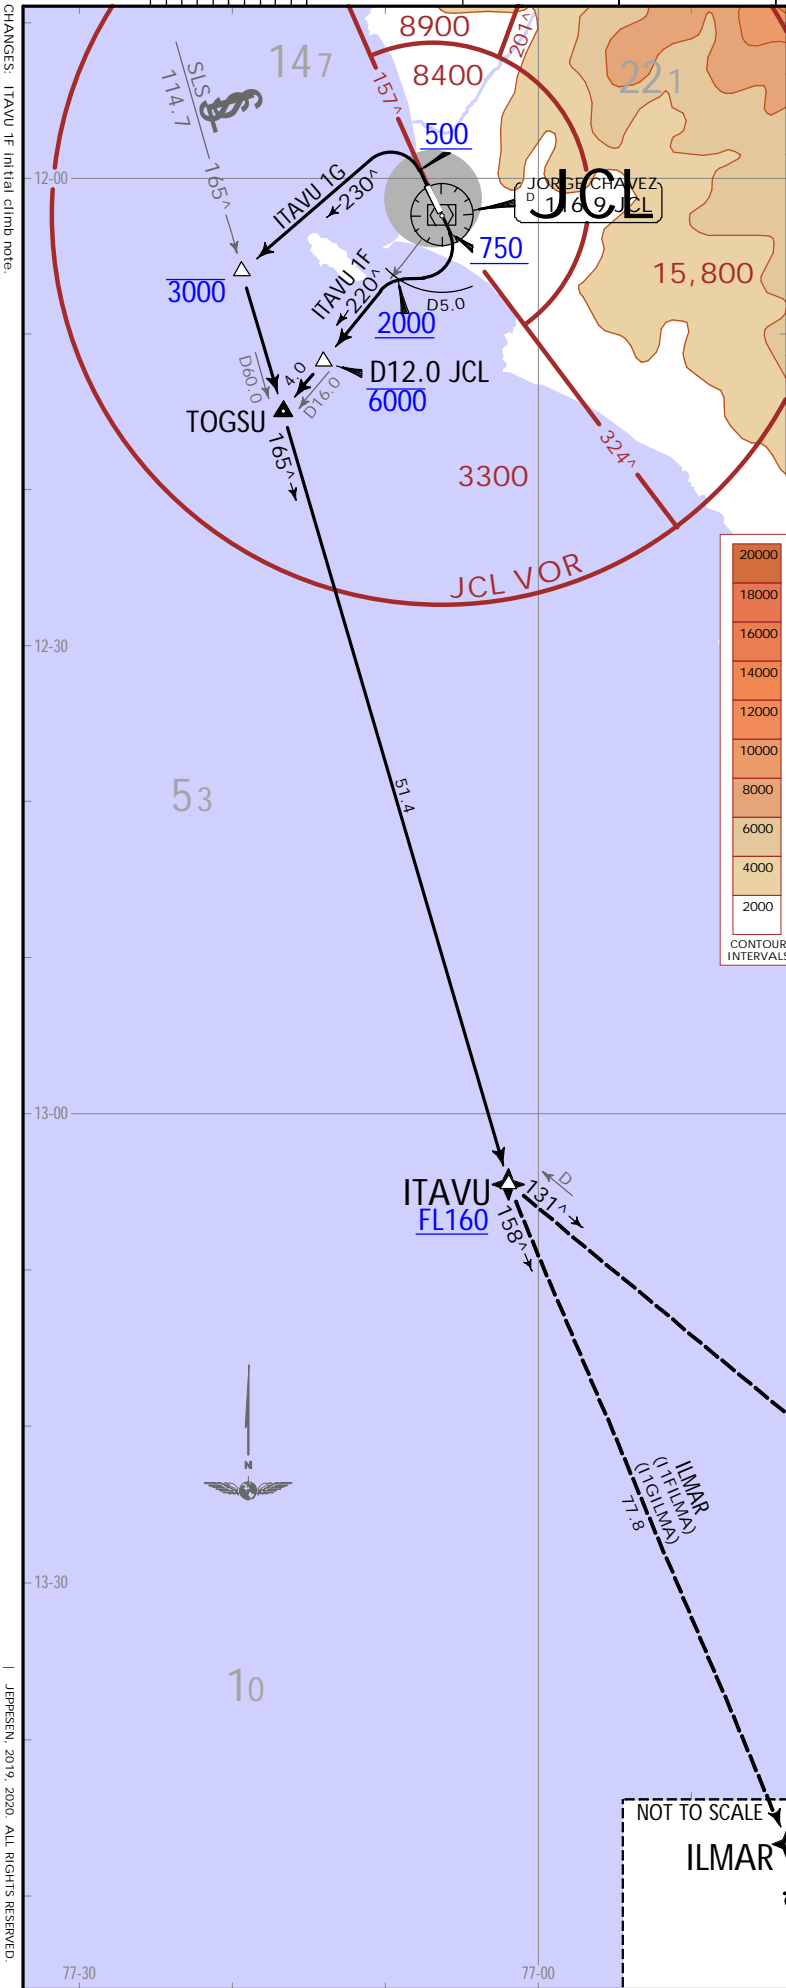 CHANGES: ITAVU 1F initial climb note.
8900
201^
8400
147
221
SLS
114.7
157^
500
165^
ITAVU 1G
230^
JORGE CHAVEZ
D 116.9 JCL
JCL
12-00
750
3000
ITAVU 1F
220^
D5.0
2000
15,800
D60.0
4.0
D16.0
D12.0 JCL
6000
TOGSU
165^
324^
3300
JCL VOR
20000
18000
16000
14000
12000
10000
8000
6000
4000
2000
CONTOUR
INTERVALS
12-30
53
51.4
13-00
ITAVU
FL160
D
131^
158^
N
ILMAR
(I1FILMA)
(I1GILMA)
77.8
13-30
10
NOT TO SCALE
ILMAR
77-30
77-00
| JEPPESEN, 2019, 2020. ALL RIGHTS RESERVED.